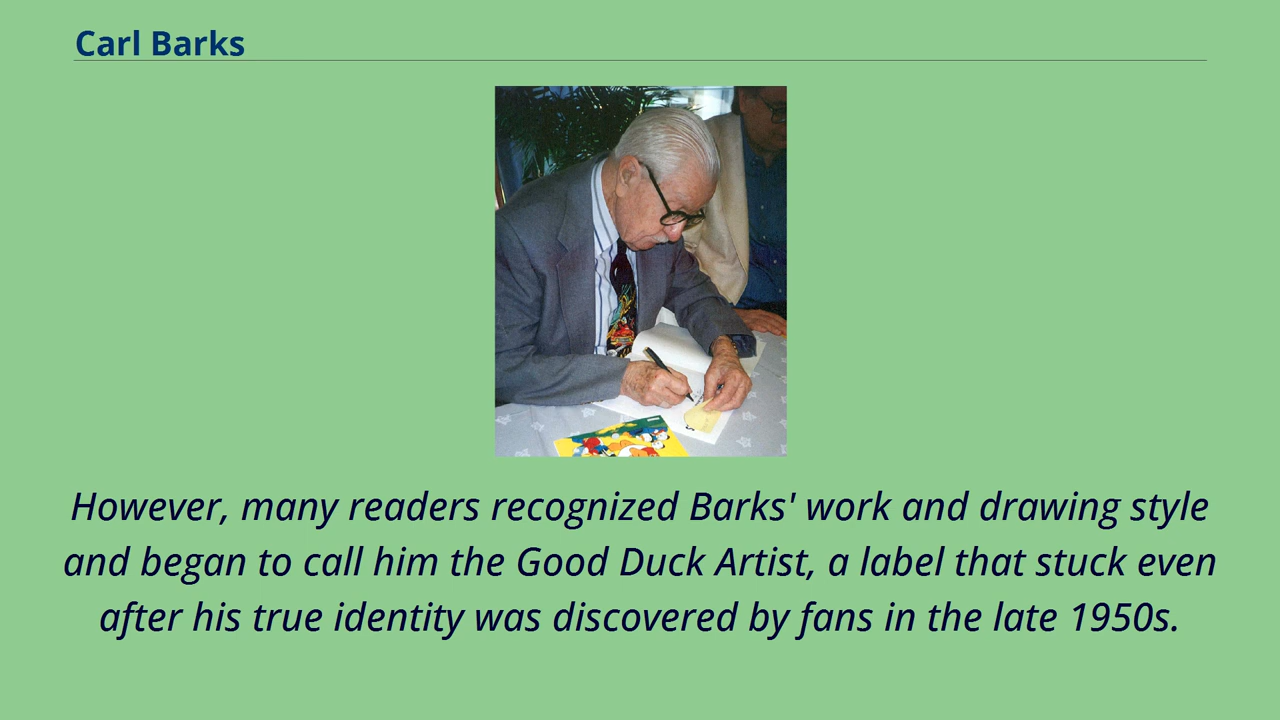 Carl Barks
However, many readers recognized Barks' work and drawing style
and began to call him the Good Duck Artist, a label that stuck even
after his true identity was discovered by fans in the late 1950s.